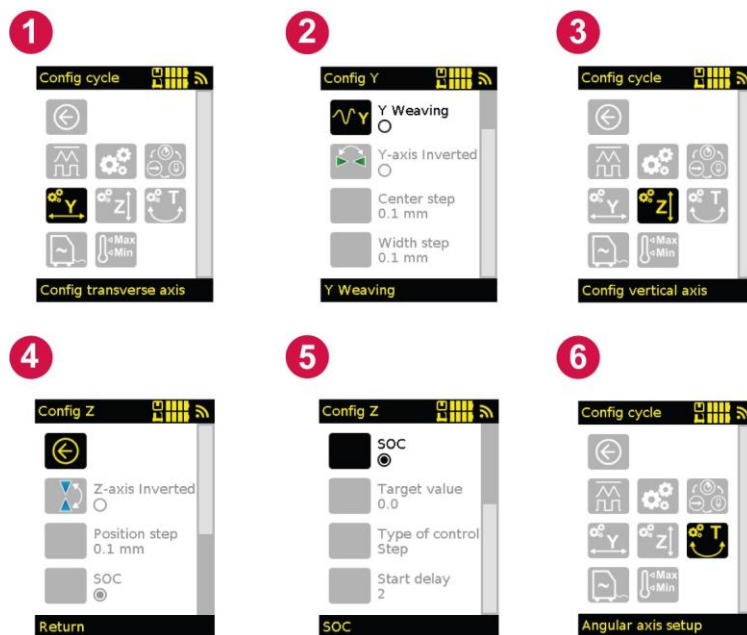 1
2
3
Config cycle
Y
Z
T
Max
Min
Config transverse axis
Config Y
Y
Y Weaving
Y-axis Inverted
Center step
0.1 mm
Width step
0.1 mm
Y Weaving
Config cycle
Y
Z
T
Max
Min
Config vertical axis
4
5
6
Config Z
Z-axis Inverted
Position step
0.1 mm
SOC
Return
Config Z
SOC
Target value
0.0
Type of control
Step
Start delay
2
SOC
Config cycle
Y
Z
T
Max
Min
Angular axis setup